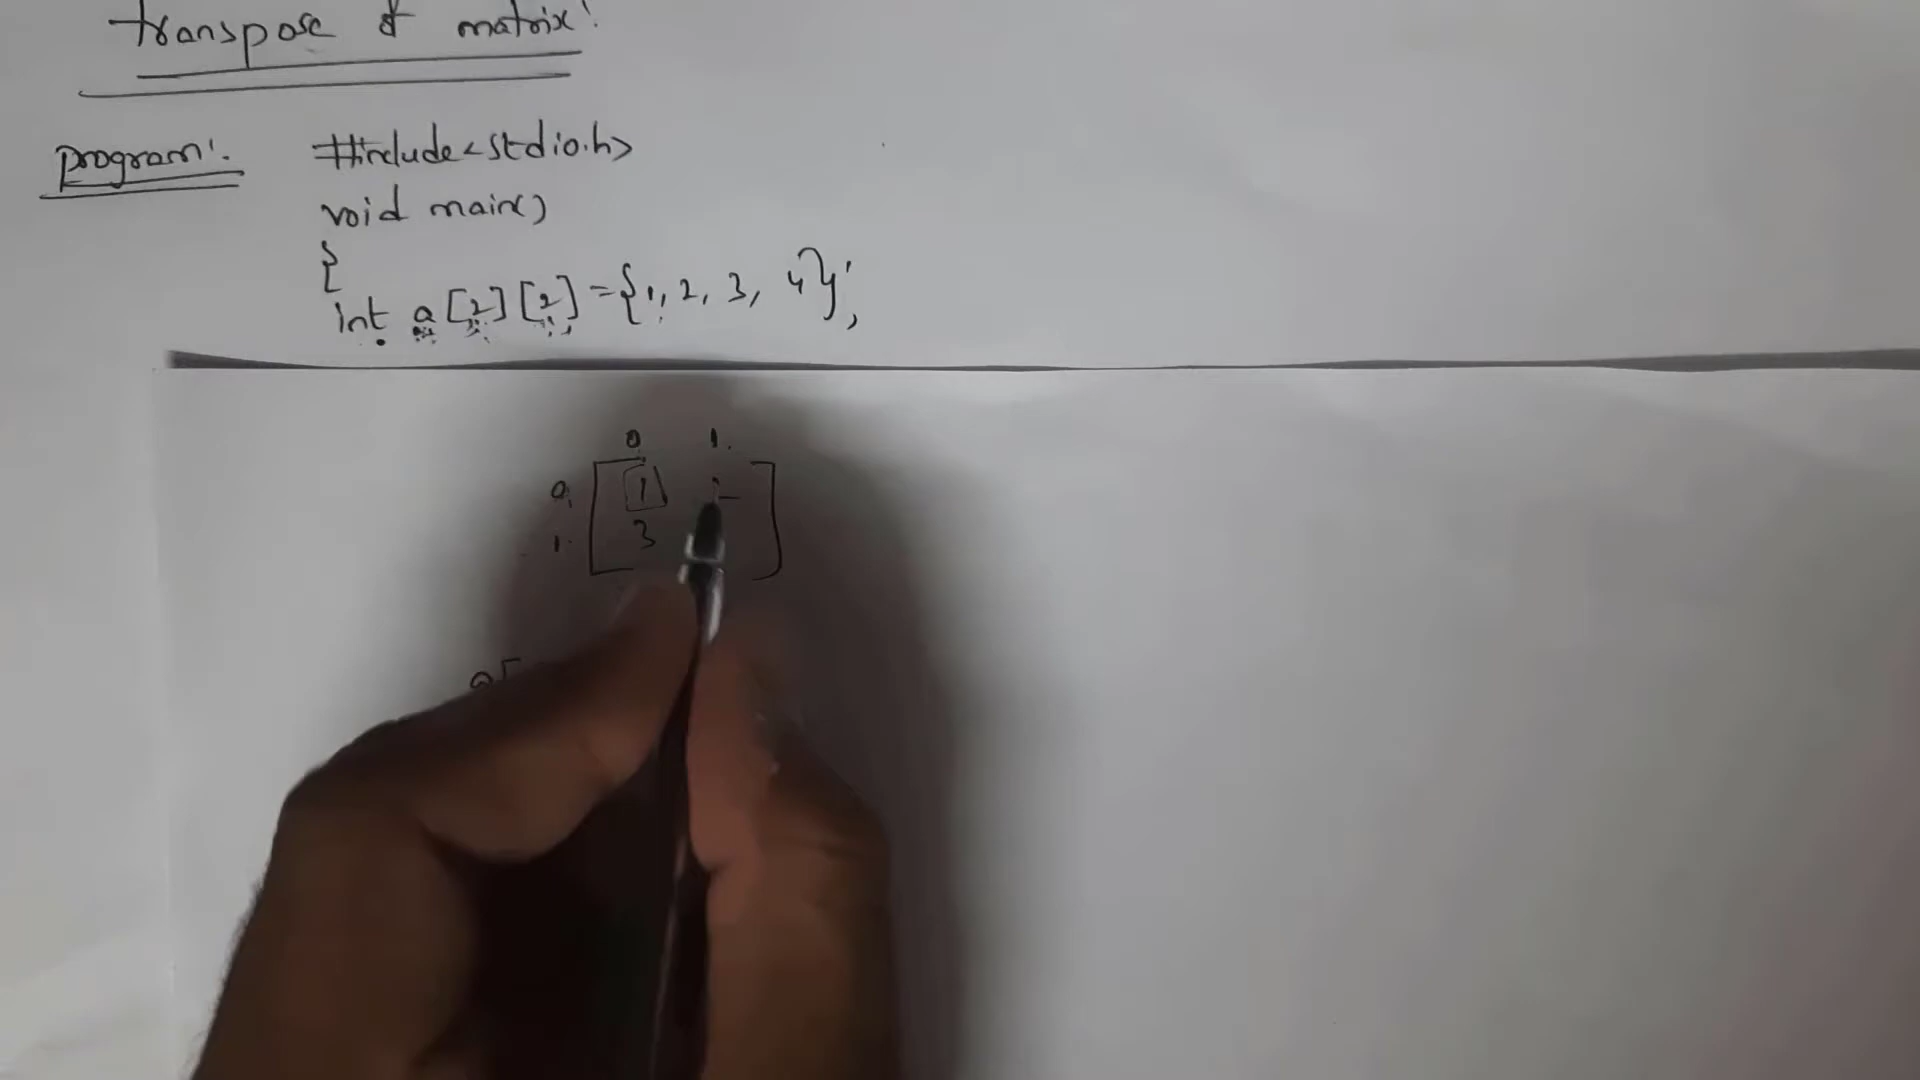 transpose of matrix:
program:
#include<stdio.h>
void main()
{
int a[2][2]={1, 2, 3, 4};
0 1
0 1
1 3
a[